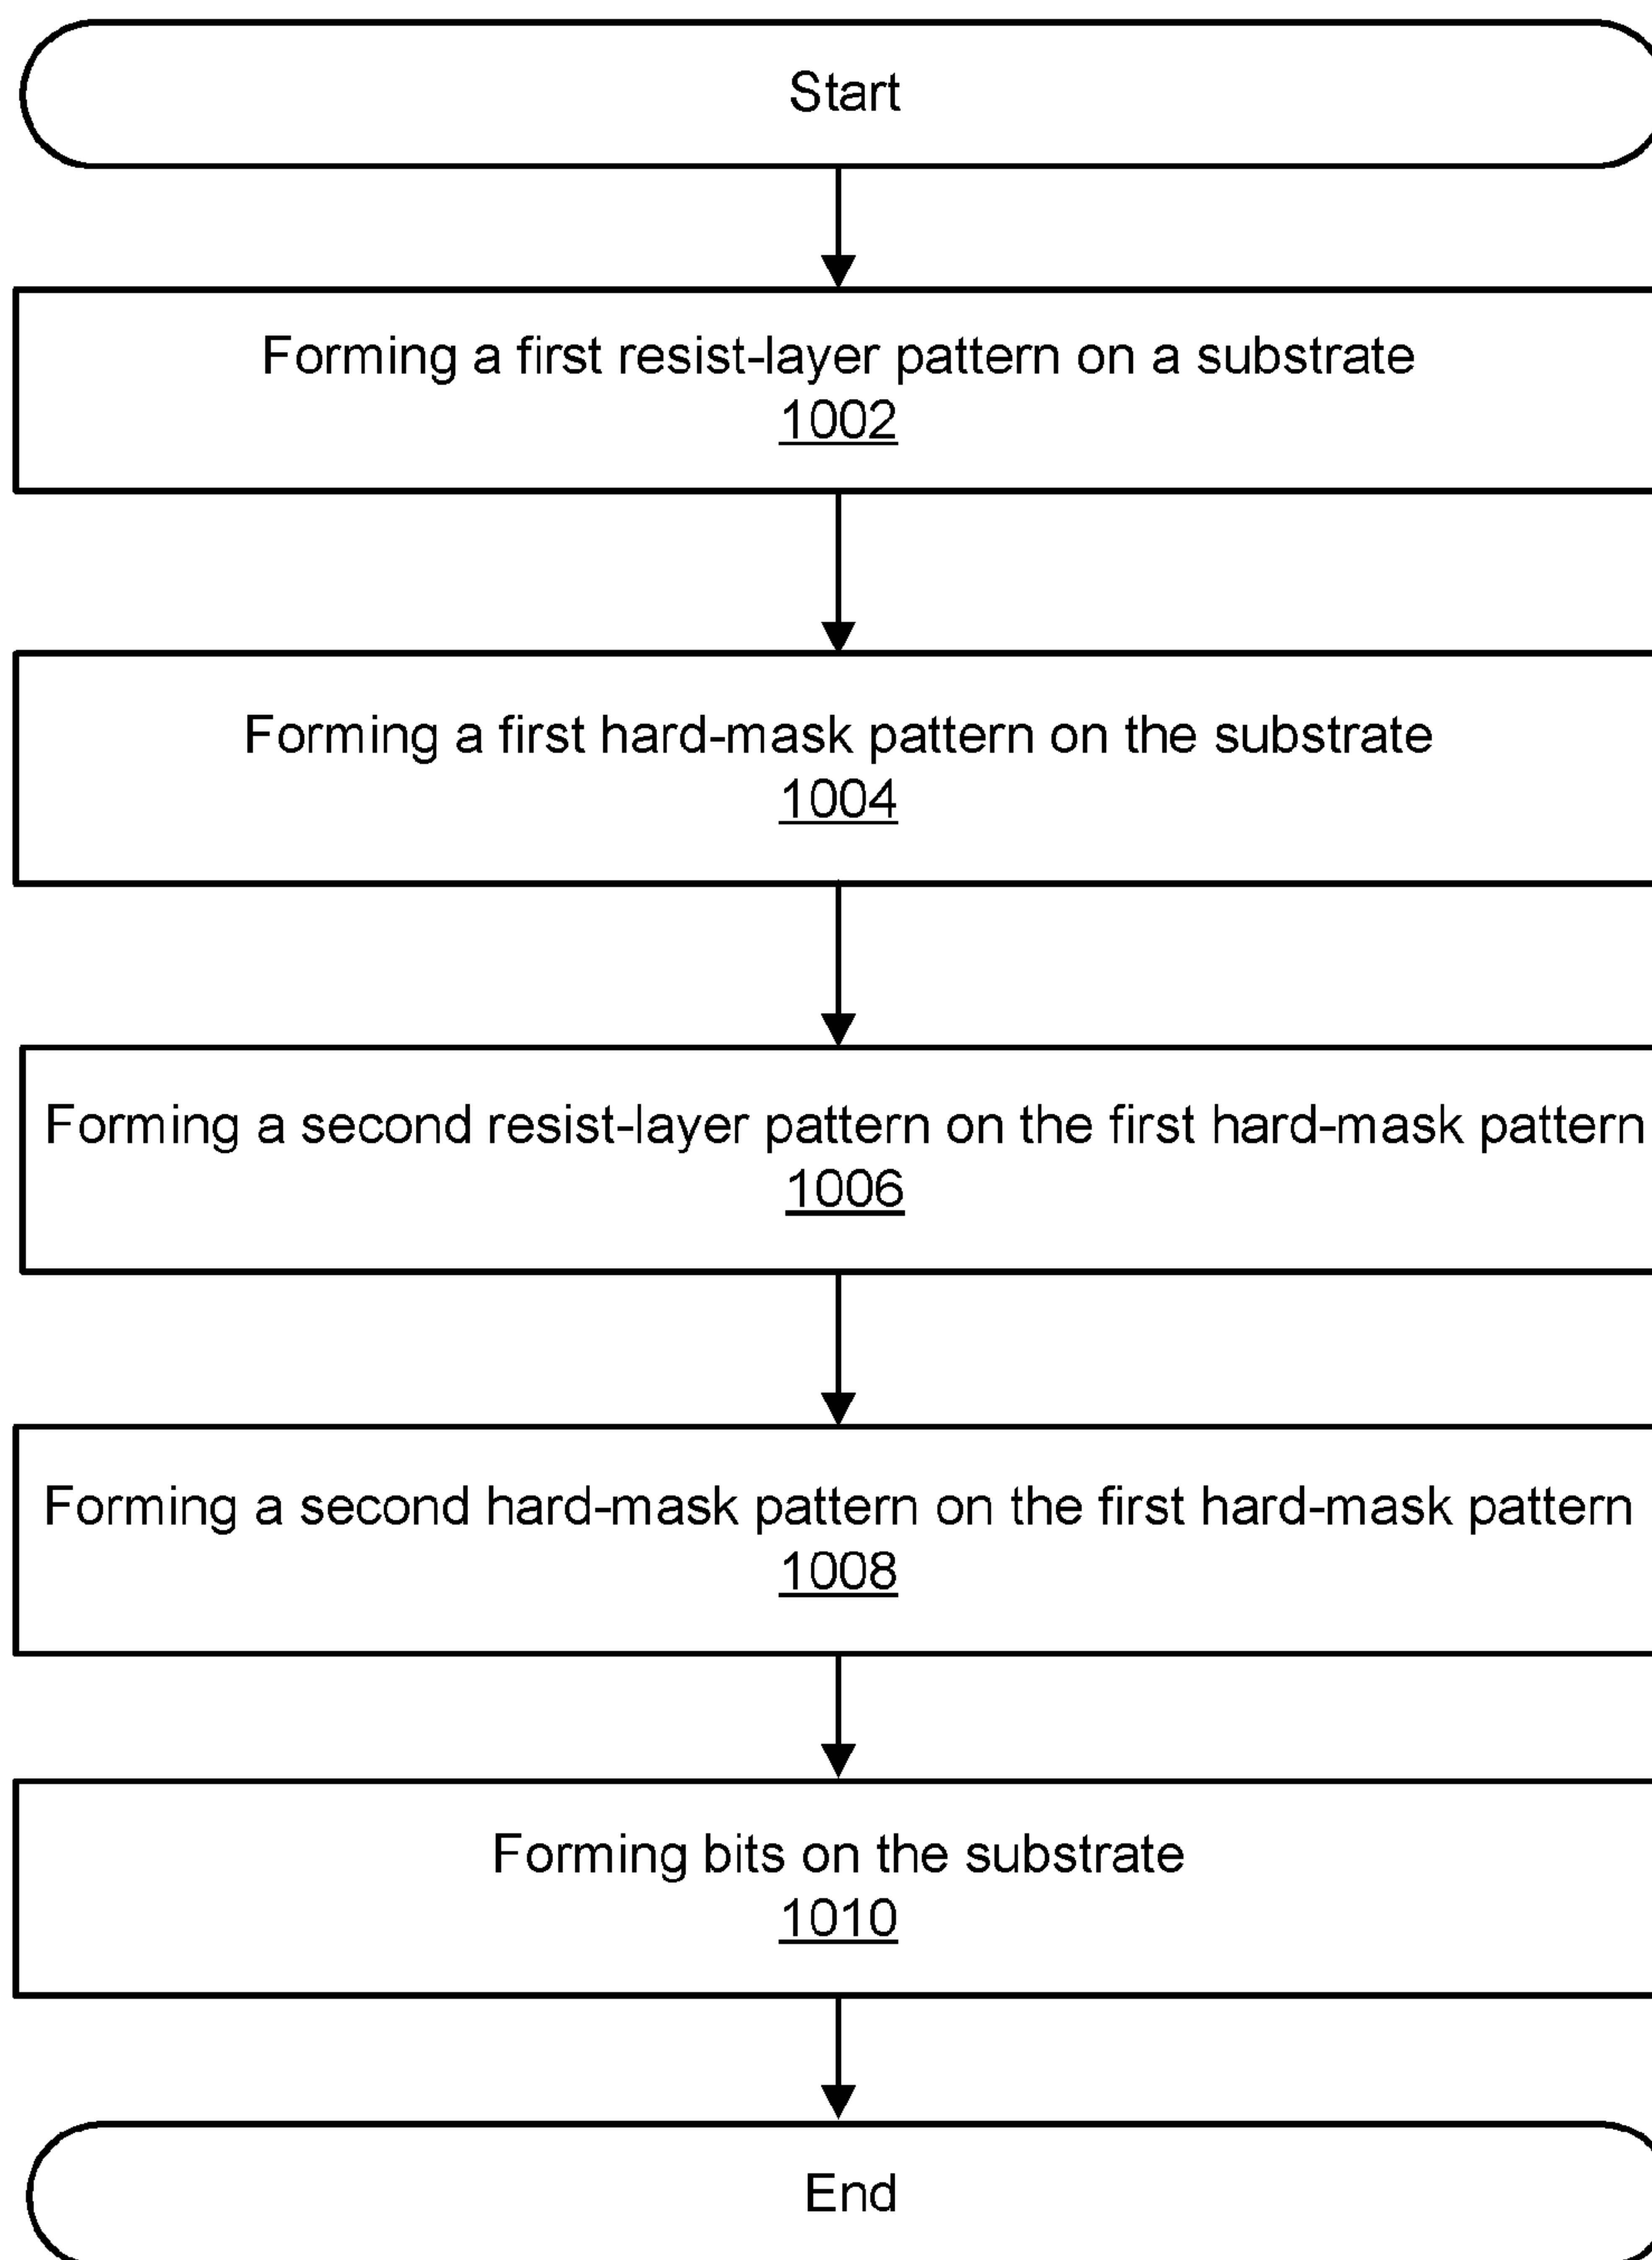 Start
Forming a first resist-layer pattern on a substrate
1002
Forming a first hard-mask pattern on the substrate
1004
Forming a second resist-layer pattern on the first hard-mask pattern
1006
Forming a second hard-mask pattern on the first hard-mask pattern
1008
Forming bits on the substrate
1010
End